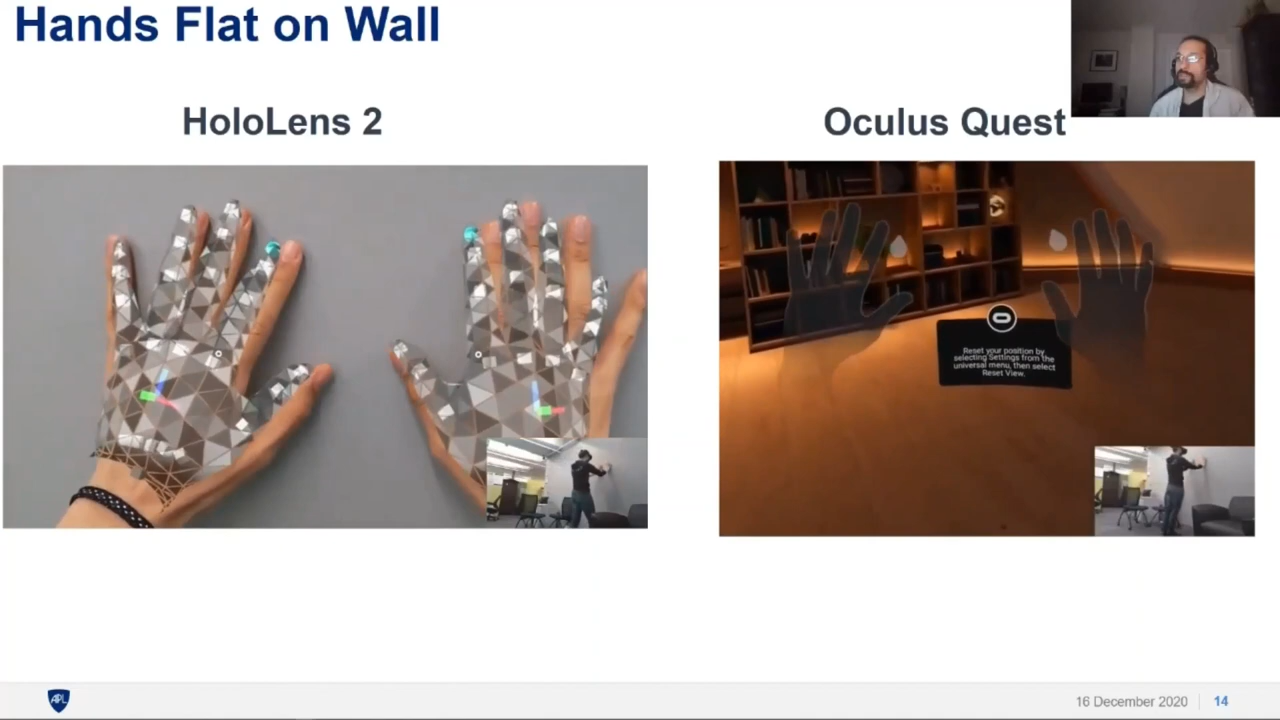 Hands Flat on Wall
HoloLens 2
Oculus Quest
Reset your position by
selecting Settings from the
universal menu, then select
Reset View.
APL
16 December 2020
14